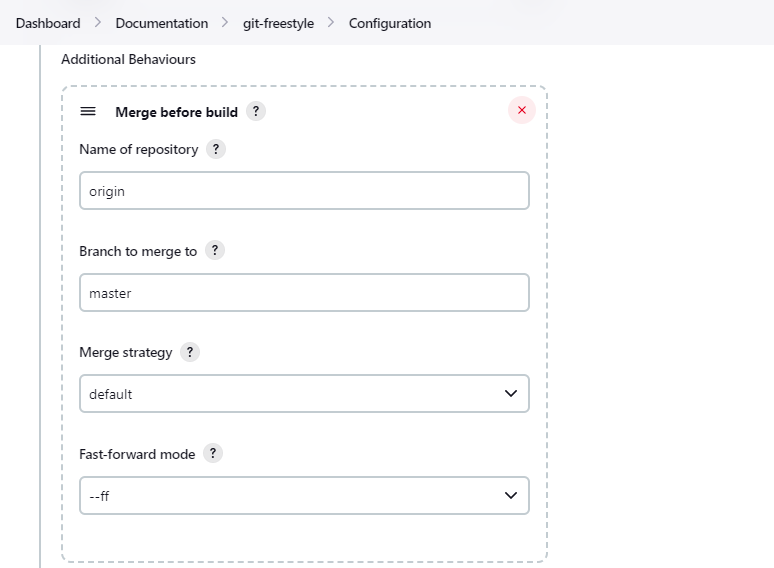 Dashboard > Documentation > git-freestyle > Configuration
Additional Behaviours
Merge before build ?
Name of repository ?
origin
Branch to merge to ?
master
Merge strategy ?
default
Fast-forward mode ?
--ff